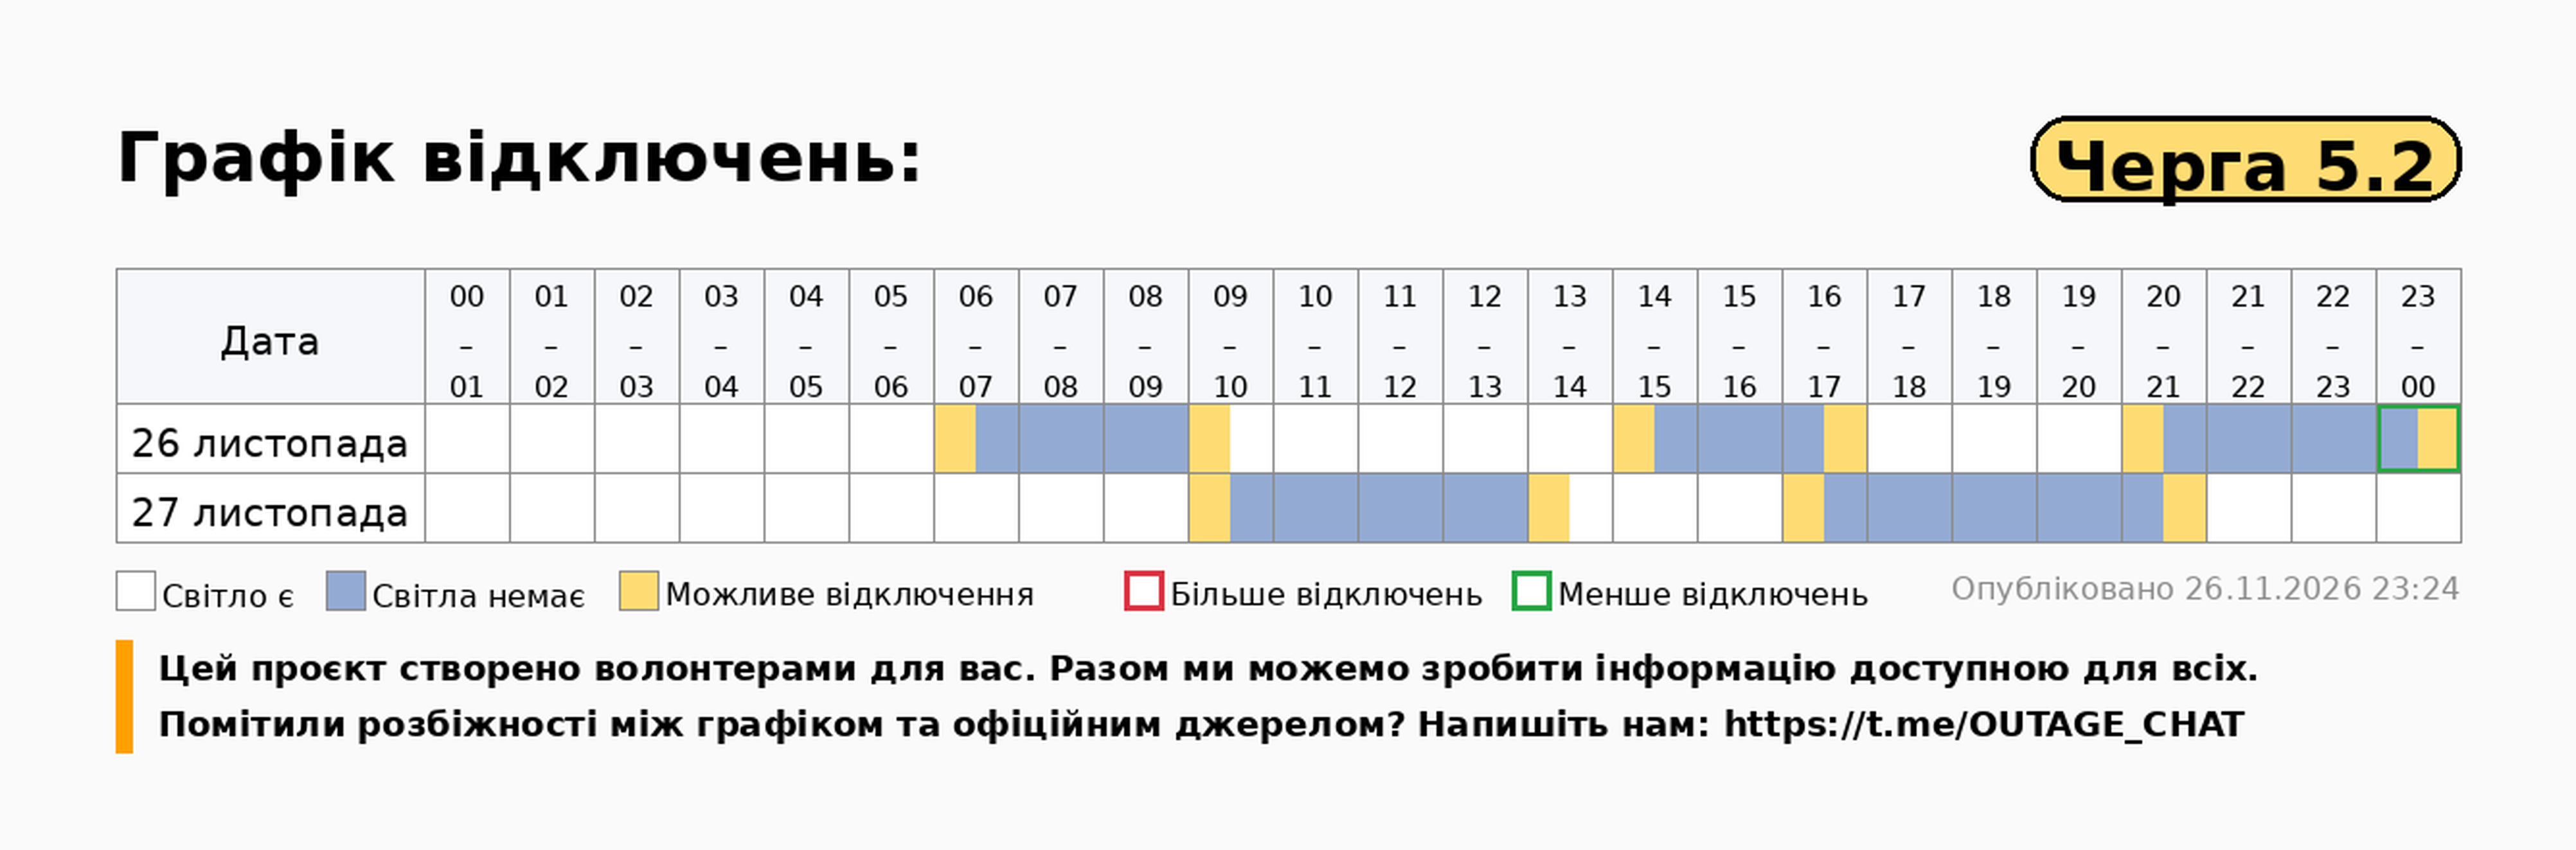 Графік відключень:
Черга 5.2
Дата
00 – 01
01 – 02
02 – 03
03 – 04
04 – 05
05 – 06
06 – 07
07 – 08
08 – 09
09 – 10
10 – 11
11 – 12
12 – 13
13 – 14
14 – 15
15 – 16
16 – 17
17 – 18
18 – 19
19 – 20
20 – 21
21 – 22
22 – 23
23 – 00
26 листопада
27 листопада
Світло є
Світла немає
Можливе відключення
Більше відключень
Менше відключень
Опубліковано 26.11.2026 23:24
Цей проєкт створено волонтерами для вас. Разом ми можемо зробити інформацію доступною для всіх.
Помітили розбіжності між графіком та офіційним джерелом? Напишіть нам: https://t.me/OUTAGE_CHAT